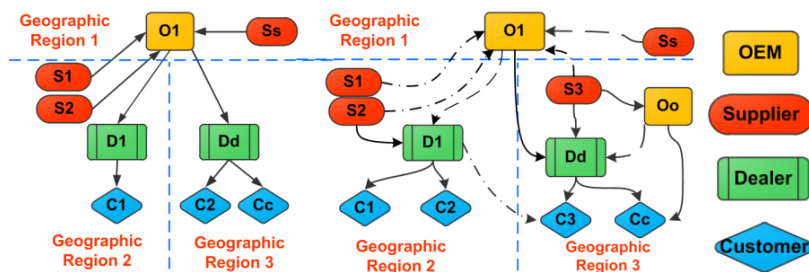 Geographic
Region 1
O1
Ss
S1
S2
D1
Dd
C1
C2
Cc
Geographic
Region 2
Geographic
Region 3
Geographic
Region 1
O1
Ss
S1
S2
S3
Oo
D1
Dd
C1
C2
C3
Cc
Geographic
Region 2
Geographic
Region 3
OEM
Supplier
Dealer
Customer